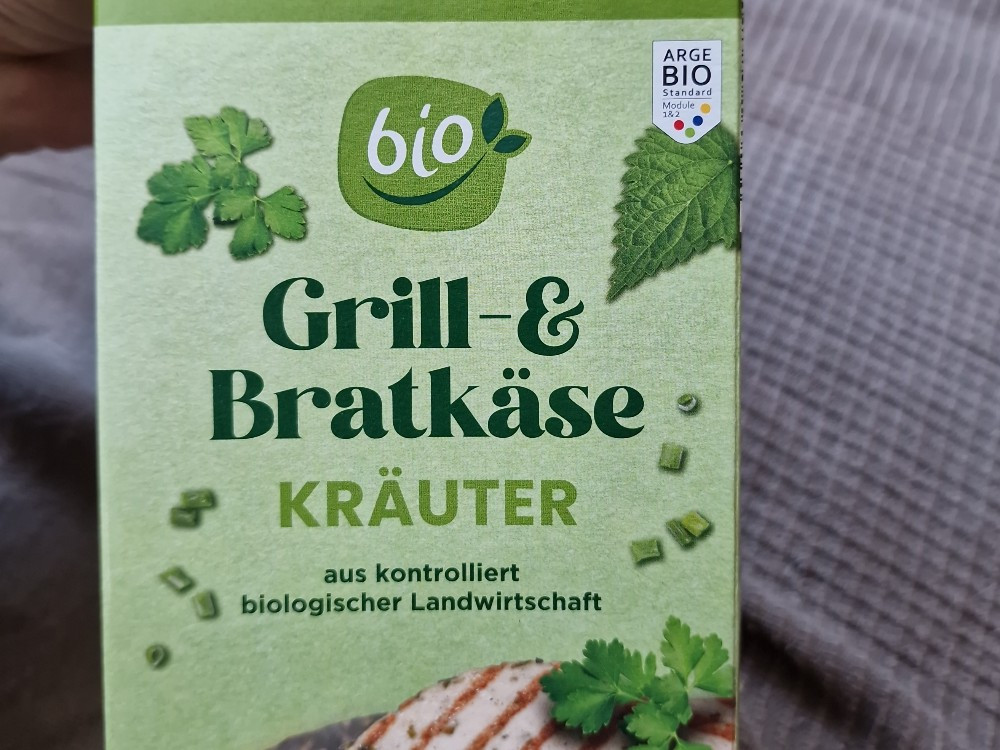 ARGE
BIO
Standard
Module
1&2
bio
Grill-&
Bratkäse
KRÄUTER
aus kontrolliert
biologischer Landwirtschaft